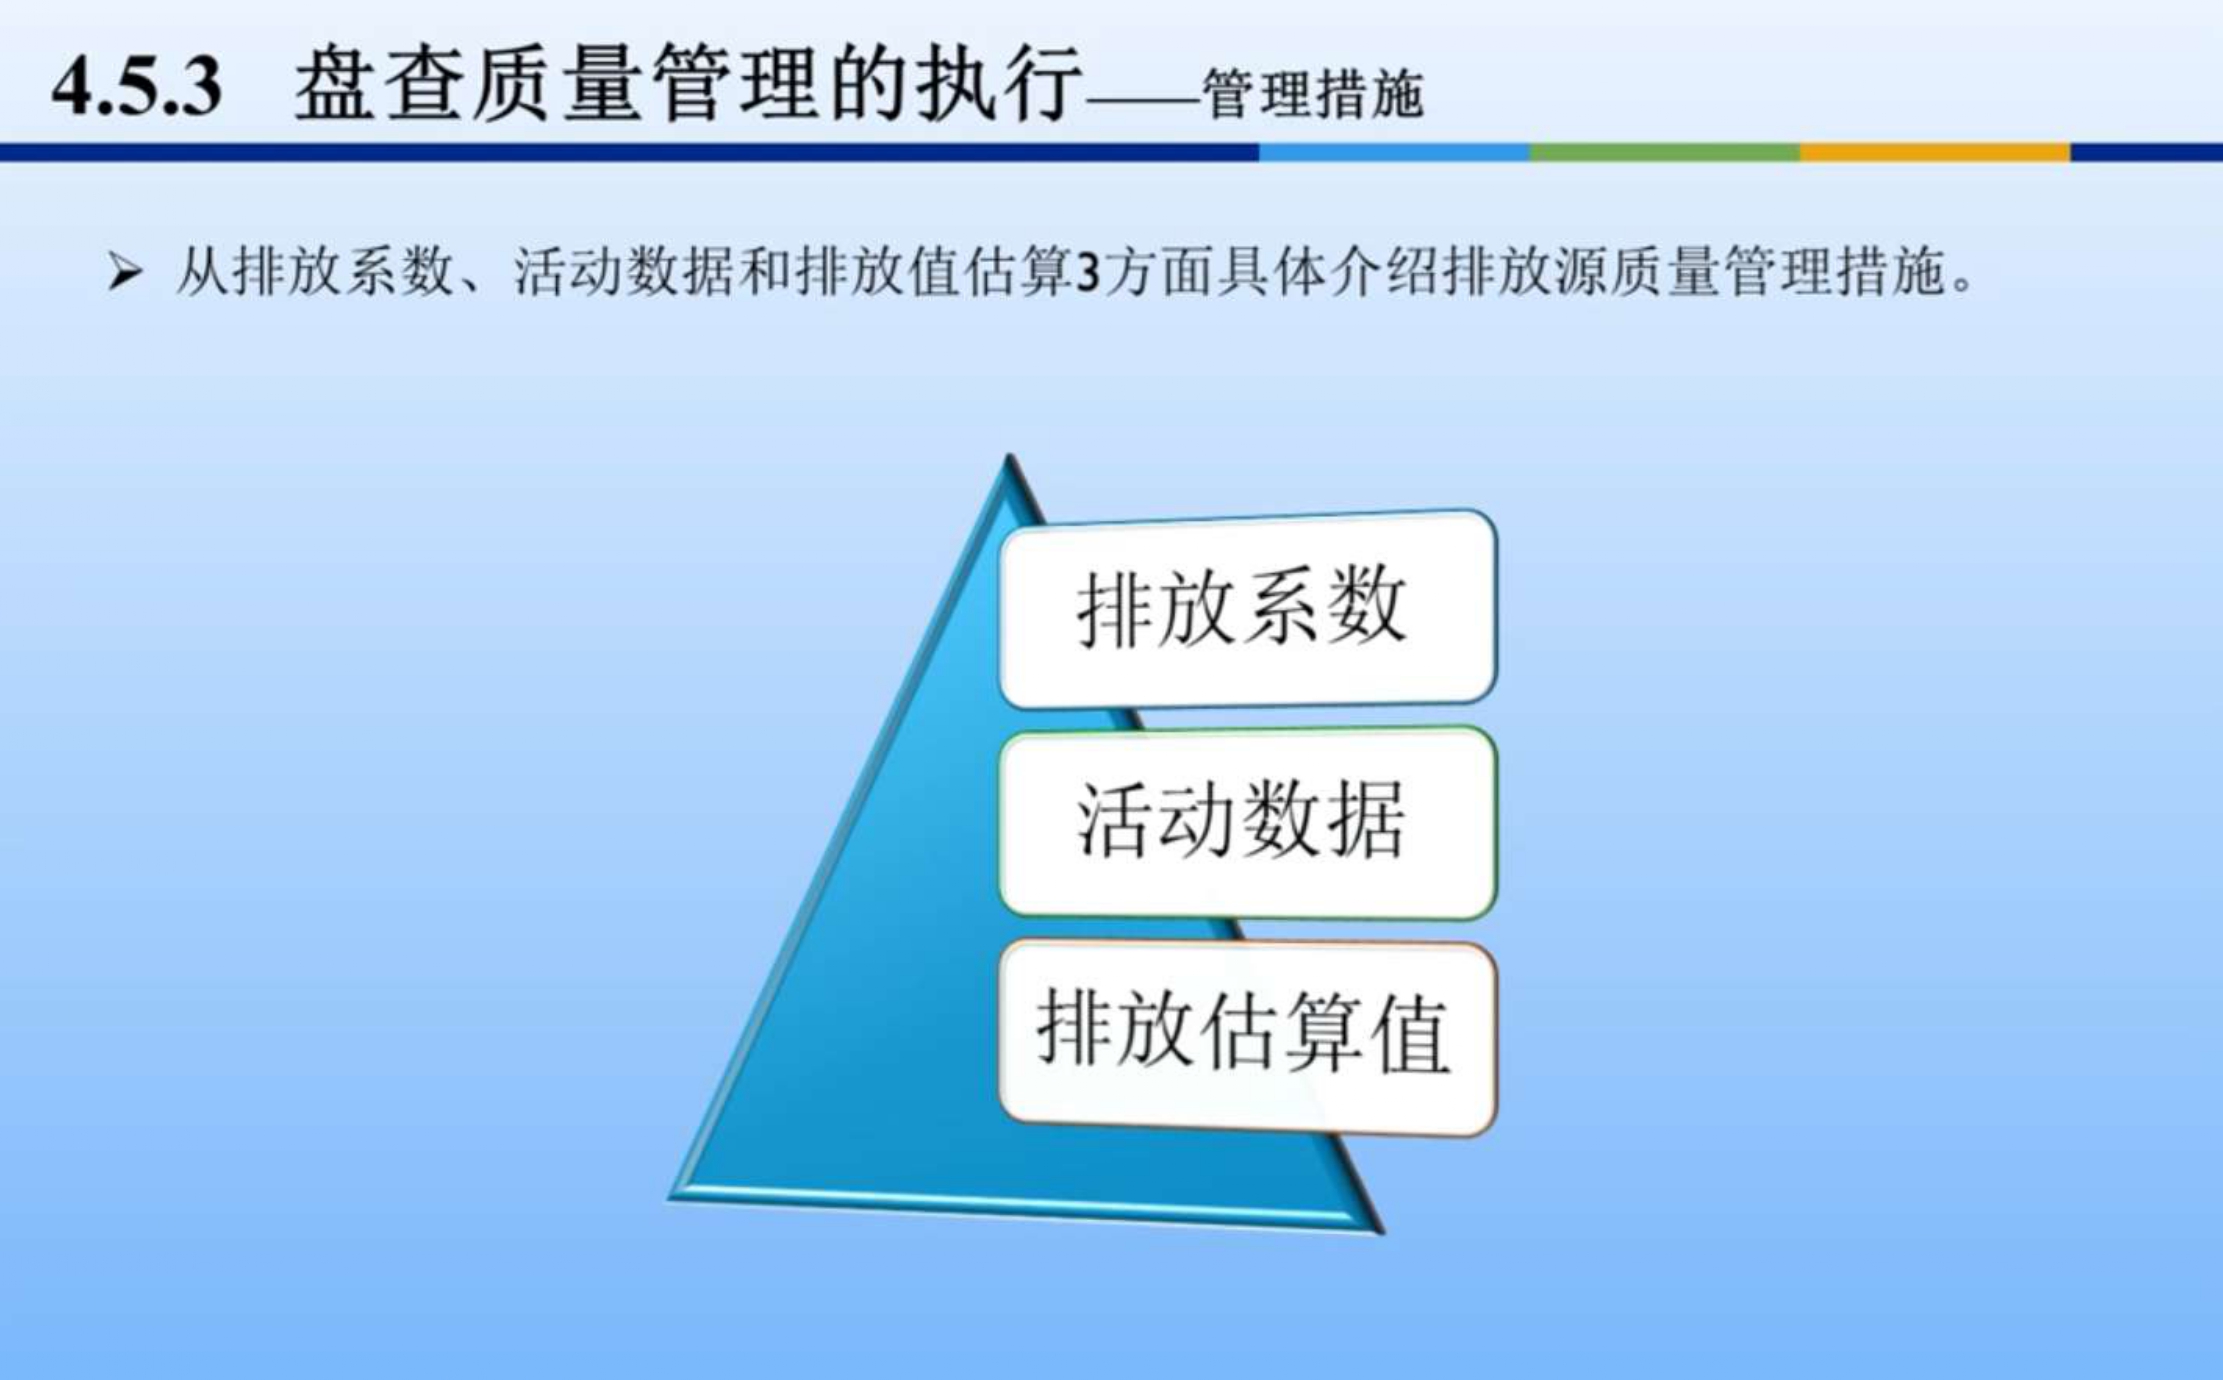 4.5.3 盘查质量管理的执行——管理措施
➢ 从排放系数、活动数据和排放值估算3方面具体介绍排放源质量管理措施。
排放系数
活动数据
排放估算值